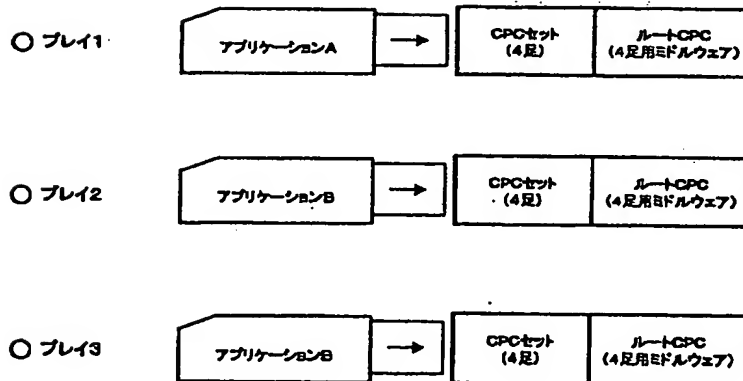 ○ プレイ1
アプリケーションA
→
CPCセット
(4足)
ルートCPC
(4足用ミドルウェア)
○ プレイ2
アプリケーションB
→
CPCセット
(4足)
ルートCPC
(4足用ミドルウェア)
○ プレイ3
アプリケーションB
→
CPCセット
(4足)
ルートCPC
(4足用ミドルウェア)